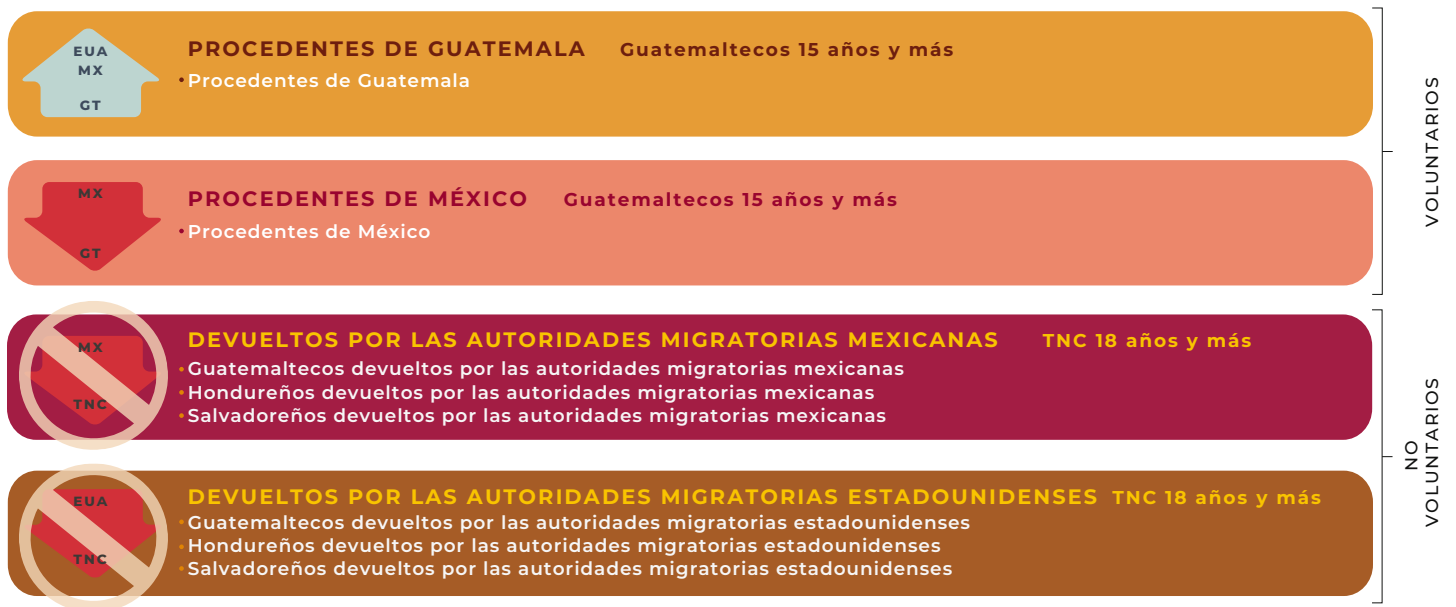 EUA
MX
GT
PROCEDENTES DE GUATEMALA Guatemaltecos 15 años y más
•Procedentes de Guatemala
MX
GT
PROCEDENTES DE MÉXICO Guatemaltecos 15 años y más
•Procedentes de México
VOLUNTARIOS
MX
TNC
DEVUELTOS POR LAS AUTORIDADES MIGRATORIAS MEXICANAS TNC 18 años y más
•Guatemaltecos devueltos por las autoridades migratorias mexicanas
•Hondureños devueltos por las autoridades migratorias mexicanas
•Salvadoreños devueltos por las autoridades migratorias mexicanas
EUA
TNC
DEVUELTOS POR LAS AUTORIDADES MIGRATORIAS ESTADOUNIDENSES TNC 18 años y más
•Guatemaltecos devueltos por las autoridades migratorias estadounidenses
•Hondureños devueltos por las autoridades migratorias estadounidenses
•Salvadoreños devueltos por las autoridades migratorias estadounidenses
NO
VOLUNTARIOS